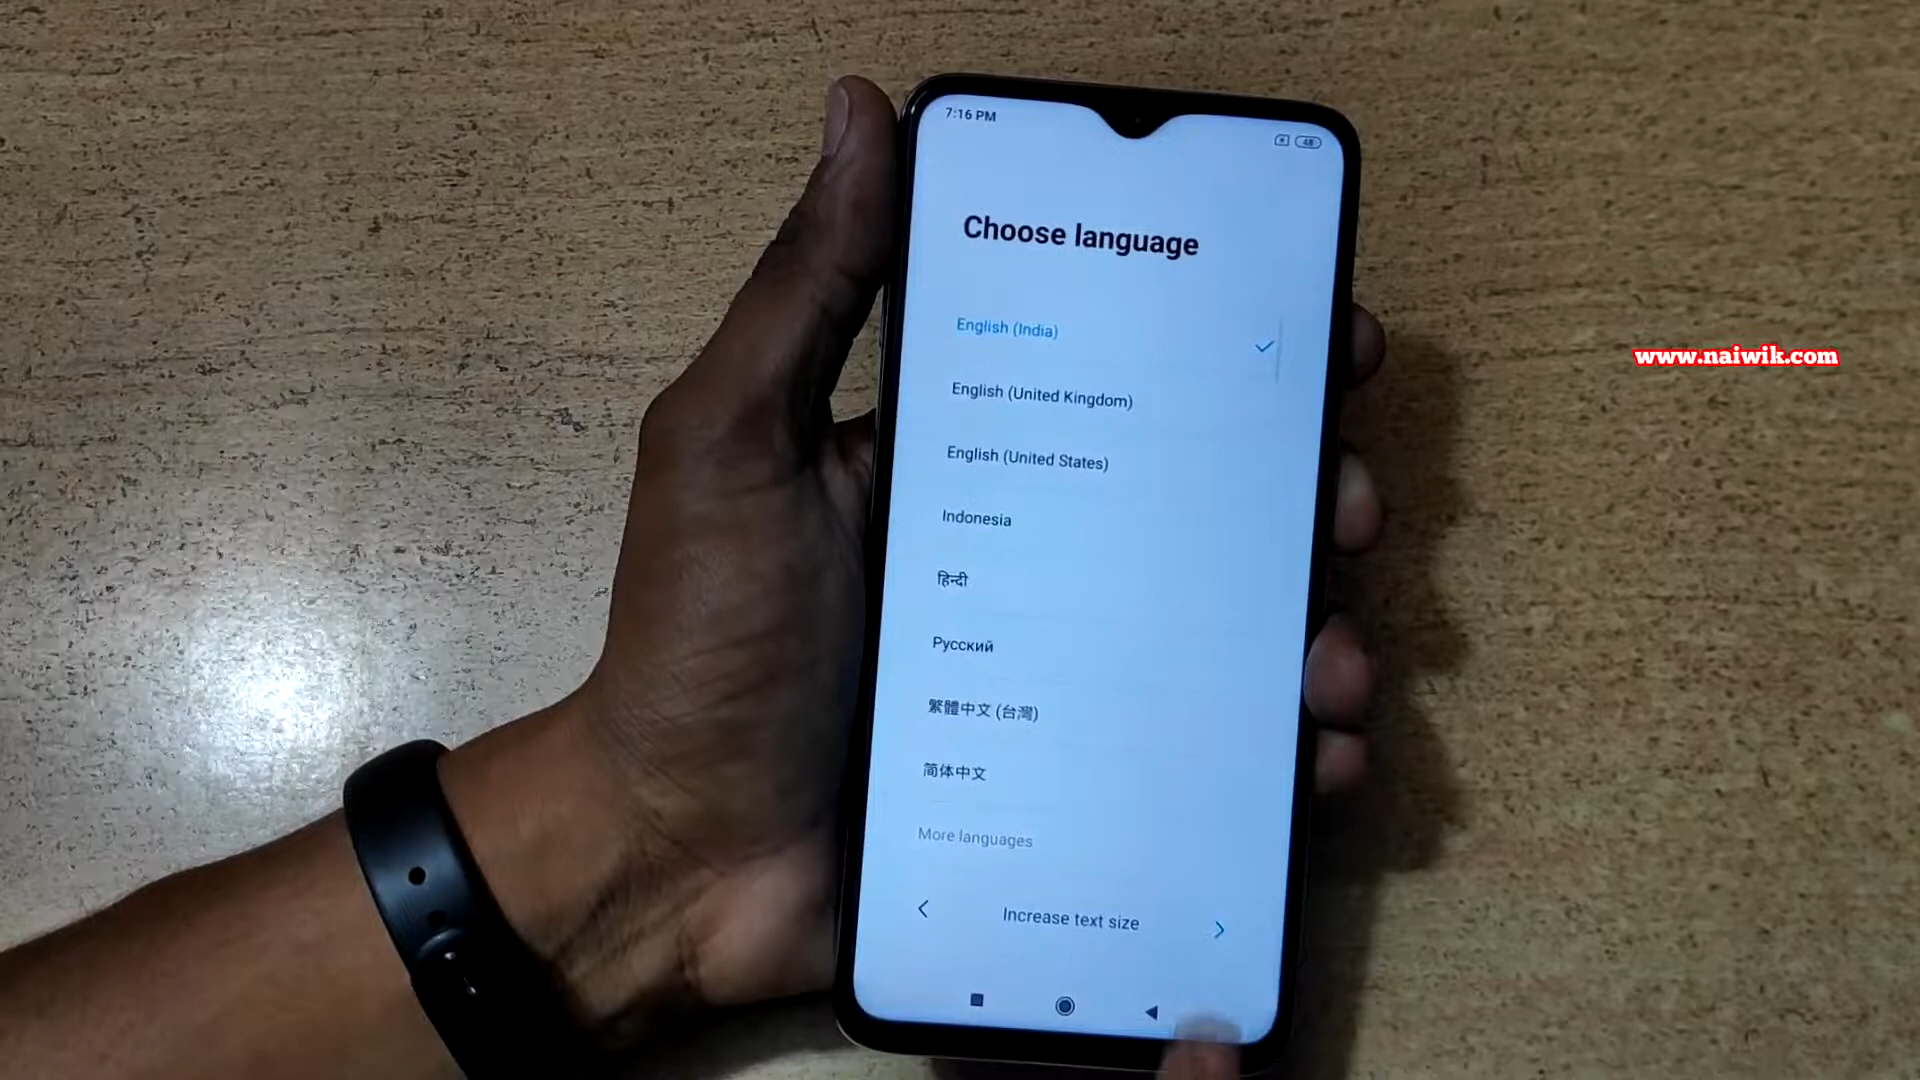 7:16 PM
48
Choose language
English (India)
www.naiwik.com
English (United Kingdom)
English (United States)
Indonesia
हिन्दी
Русский
繁體中文 (台灣)
简体中文
More languages
Increase text size